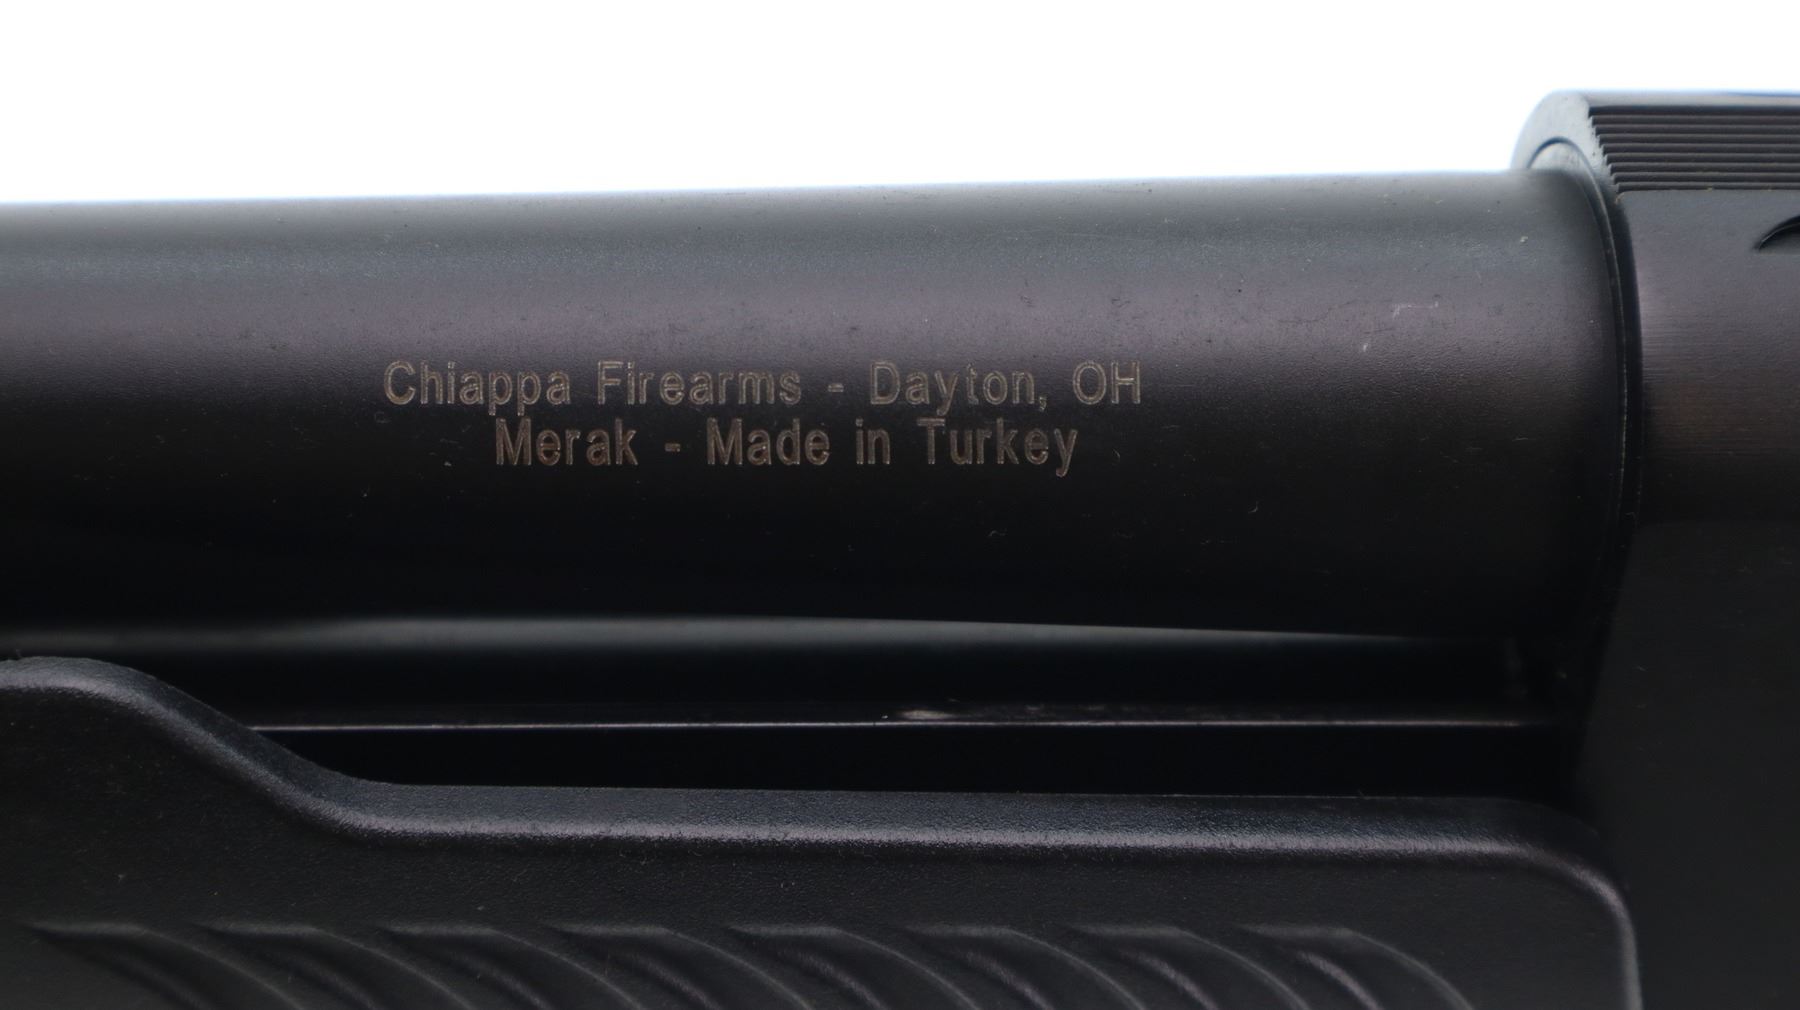 Chiappa Firearms - Dayton, OH
Merak - Made in Turkey